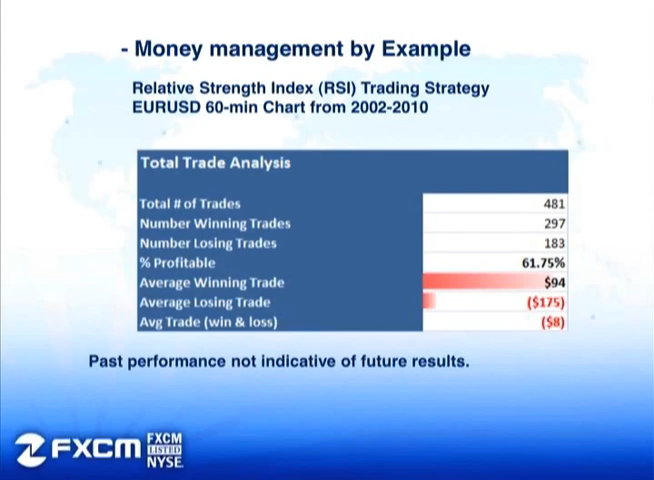 - Money management by Example
Relative Strength Index (RSI) Trading Strategy
EURUSD 60-min Chart from 2002-2010
Total Trade Analysis
Total # of Trades 481
Number Winning Trades 297
Number Losing Trades 183
% Profitable 61.75%
Average Winning Trade $94
Average Losing Trade ($175)
Avg Trade (win & loss) ($8)
Past performance not indicative of future results.
FXCM
FXCM
LISTED
NYSE